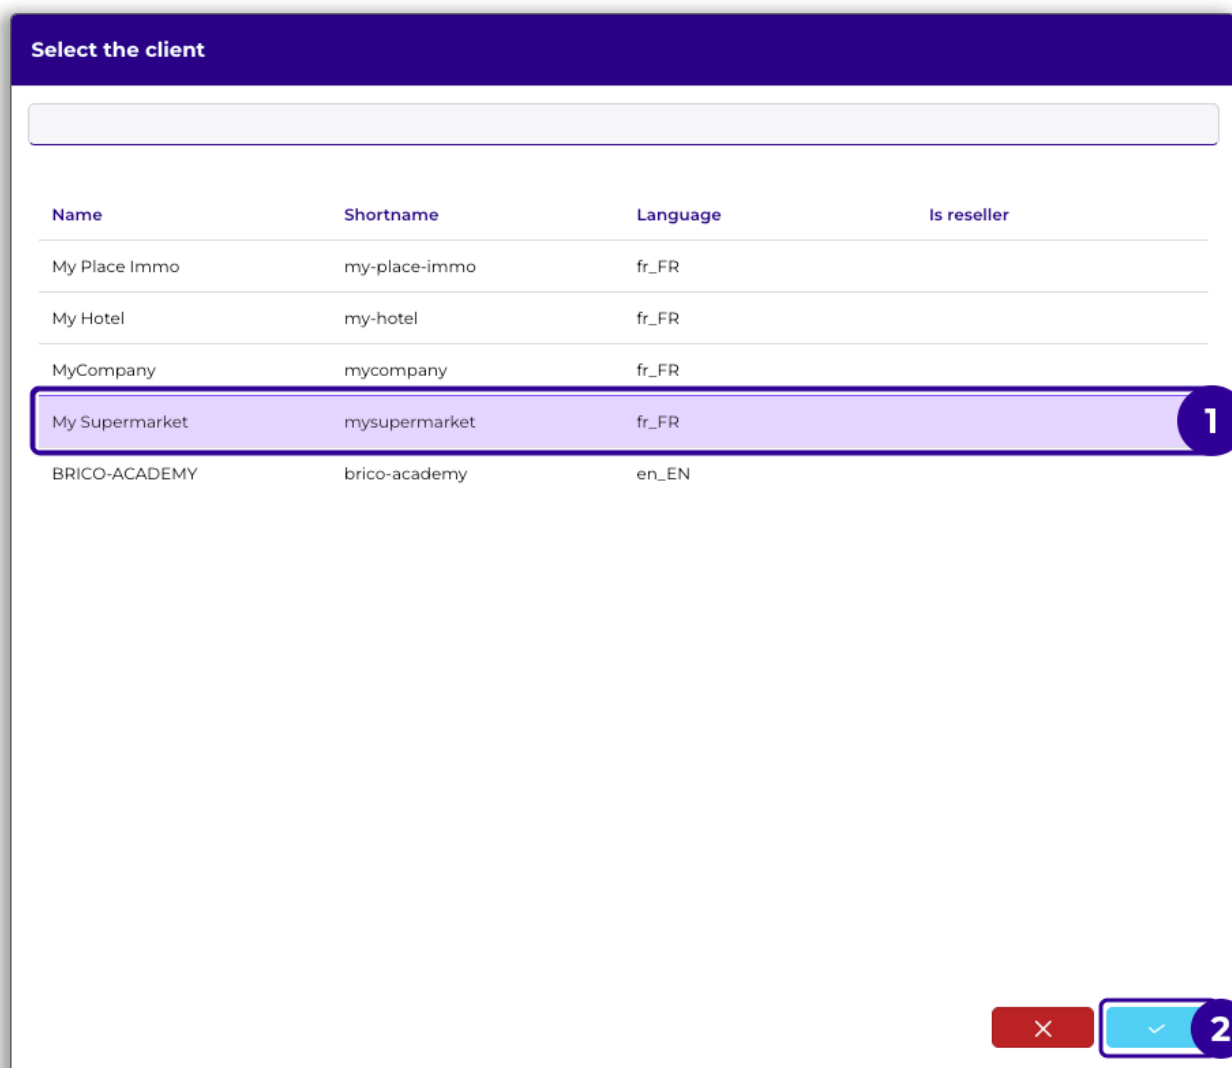 Select the client
Name Shortname Language Is reseller
My Place Immo my-place-immo fr_FR
My Hotel my-hotel fr_FR
MyCompany mycompany fr_FR
My Supermarket mysupermarket fr_FR 1
BRICO-ACADEMY brico-academy en_EN
2